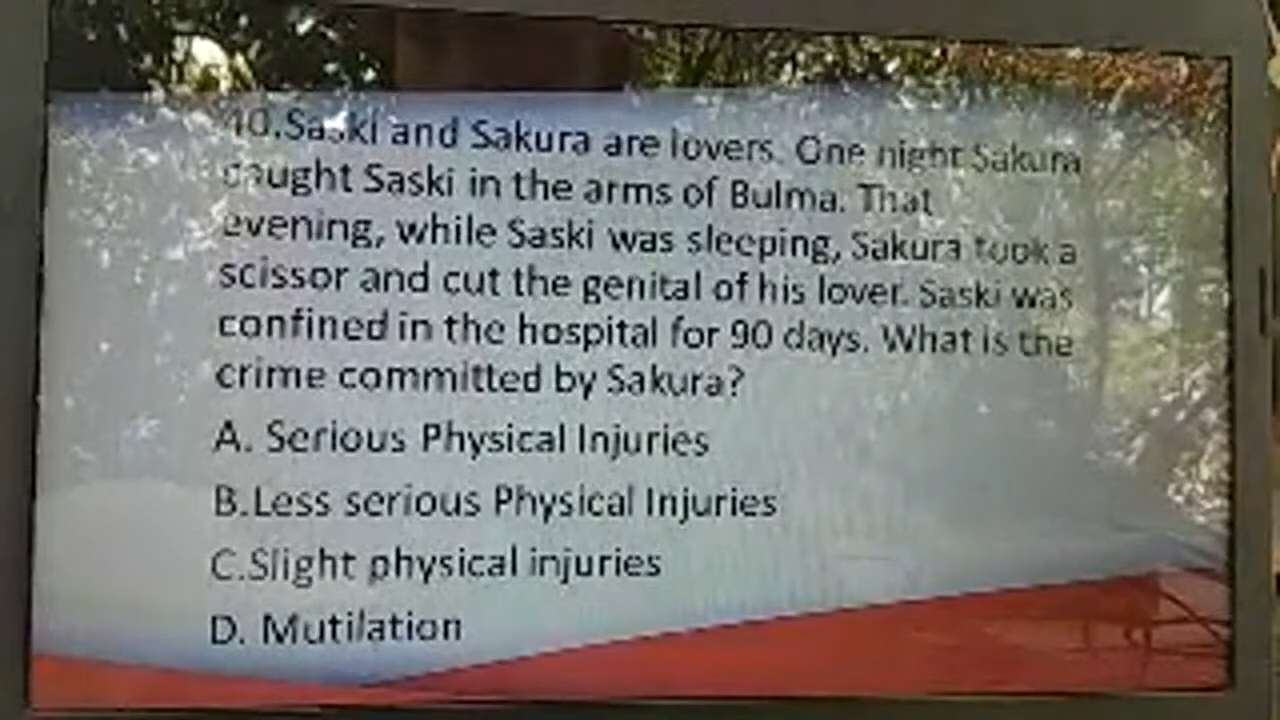 40.Saski and Sakura are lovers. One night Sakura
caught Saski in the arms of Bulma. That
evening, while Saski was sleeping, Sakura took a
scissor and cut the genital of his lover. Saski was
confined in the hospital for 90 days. What is the
crime committed by Sakura?
A. Serious Physical Injuries
B.Less serious Physical Injuries
C.Slight physical injuries
D. Mutilation